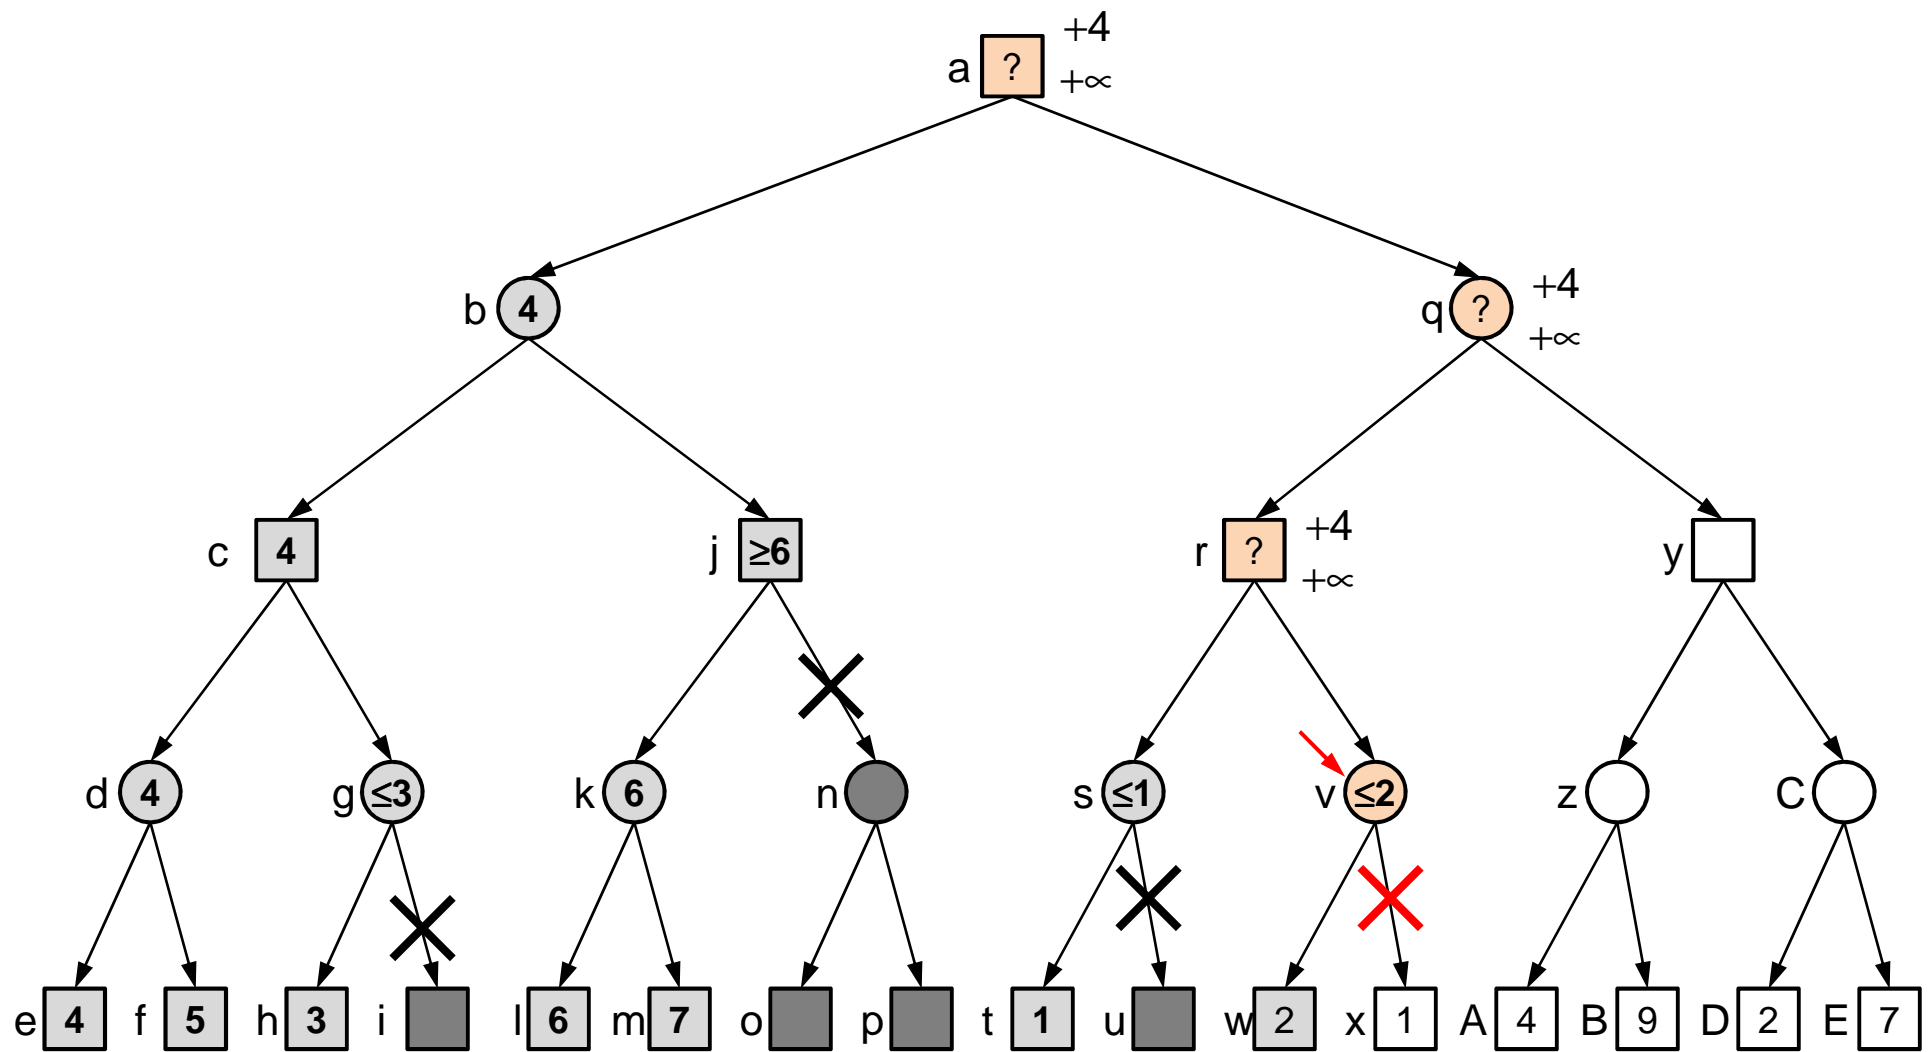 +4
a ? +∝
+4
b 4 q ? +∝
+4
c 4 j ≥6 r ? +∝ y
d 4 g ≤3 k 6 n s ≤1 v ≤2 z C
e 4 f 5 h 3 i l 6 m 7 o p t 1 u w 2 x 1 A 4 B 9 D 2 E 7